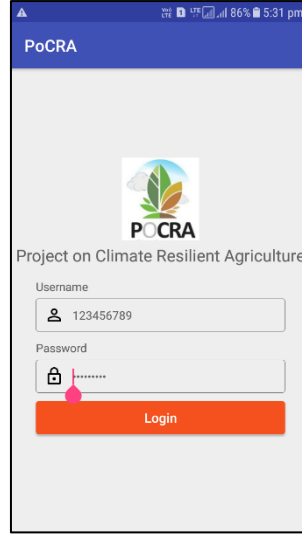 86% 5:31 pm
PoCRA
POCRA
Project on Climate Resilient Agriculture
Username
123456789
Password
•••••••••
Login